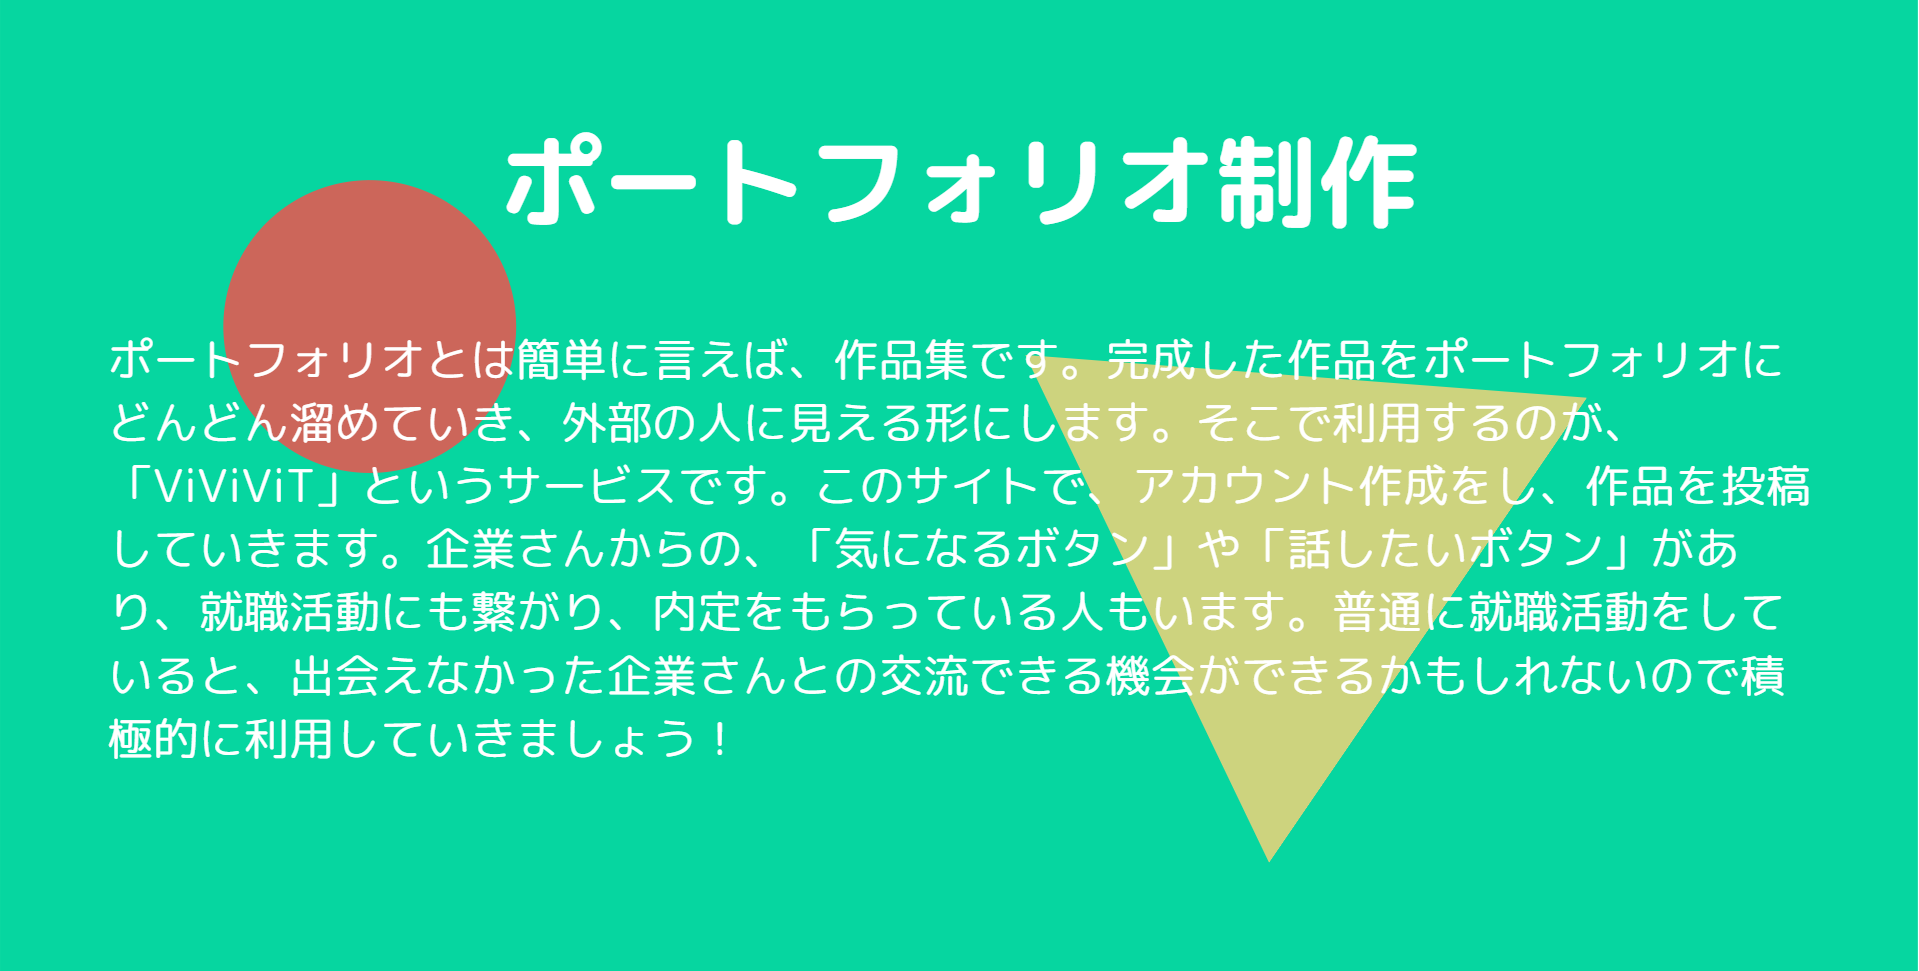 ポートフォリオ制作
ポートフォリオとは簡単に言えば、作品集です。完成した作品をポートフォリオに
どんどん溜めていき、外部の人に見える形にします。そこで利用するのが、
「ViViViT」というサービスです。このサイトで、アカウント作成をし、作品を投稿
していきます。企業さんからの、「気になるボタン」や「話したいボタン」があ
り、就職活動にも繋がり、内定をもらっている人もいます。普通に就職活動をして
いると、出会えなかった企業さんとの交流できる機会ができるかもしれないので積
極的に利用していきましょう！